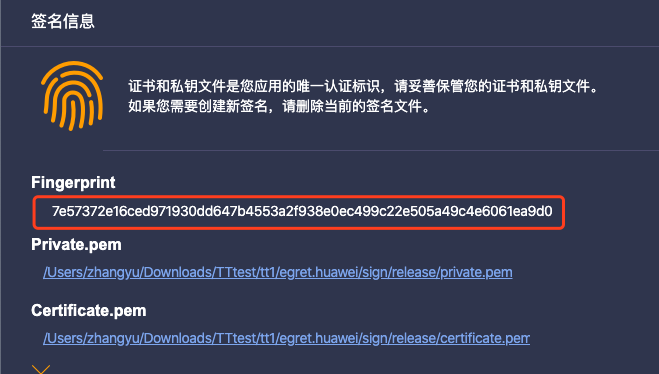 签名信息
证书和私钥文件是您应用的唯一认证标识，请妥善保管您的证书和私钥文件。
如果您需要创建新签名，请删除当前的签名文件。
Fingerprint
7e57372e16ced971930dd647b4553a2f938e0ec499c22e505a49c4e6061ea9d0
Private.pem
/Users/zhangyu/Downloads/TTtest/tt1/egret.huawei/sign/release/private.pem
Certificate.pem
/Users/zhangyu/Downloads/TTtest/tt1/egret.huawei/sign/release/certificate.pem